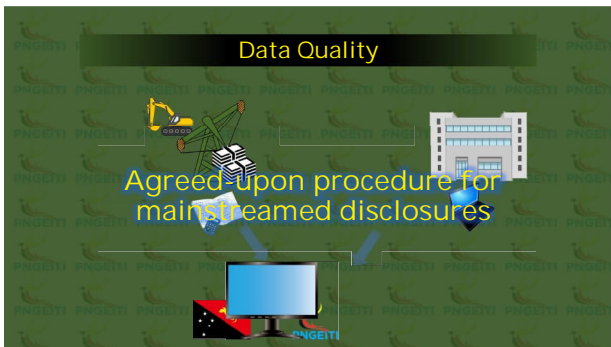 Data Quality
Agreed-upon procedure for
mainstreamed disclosures
PNGEITI